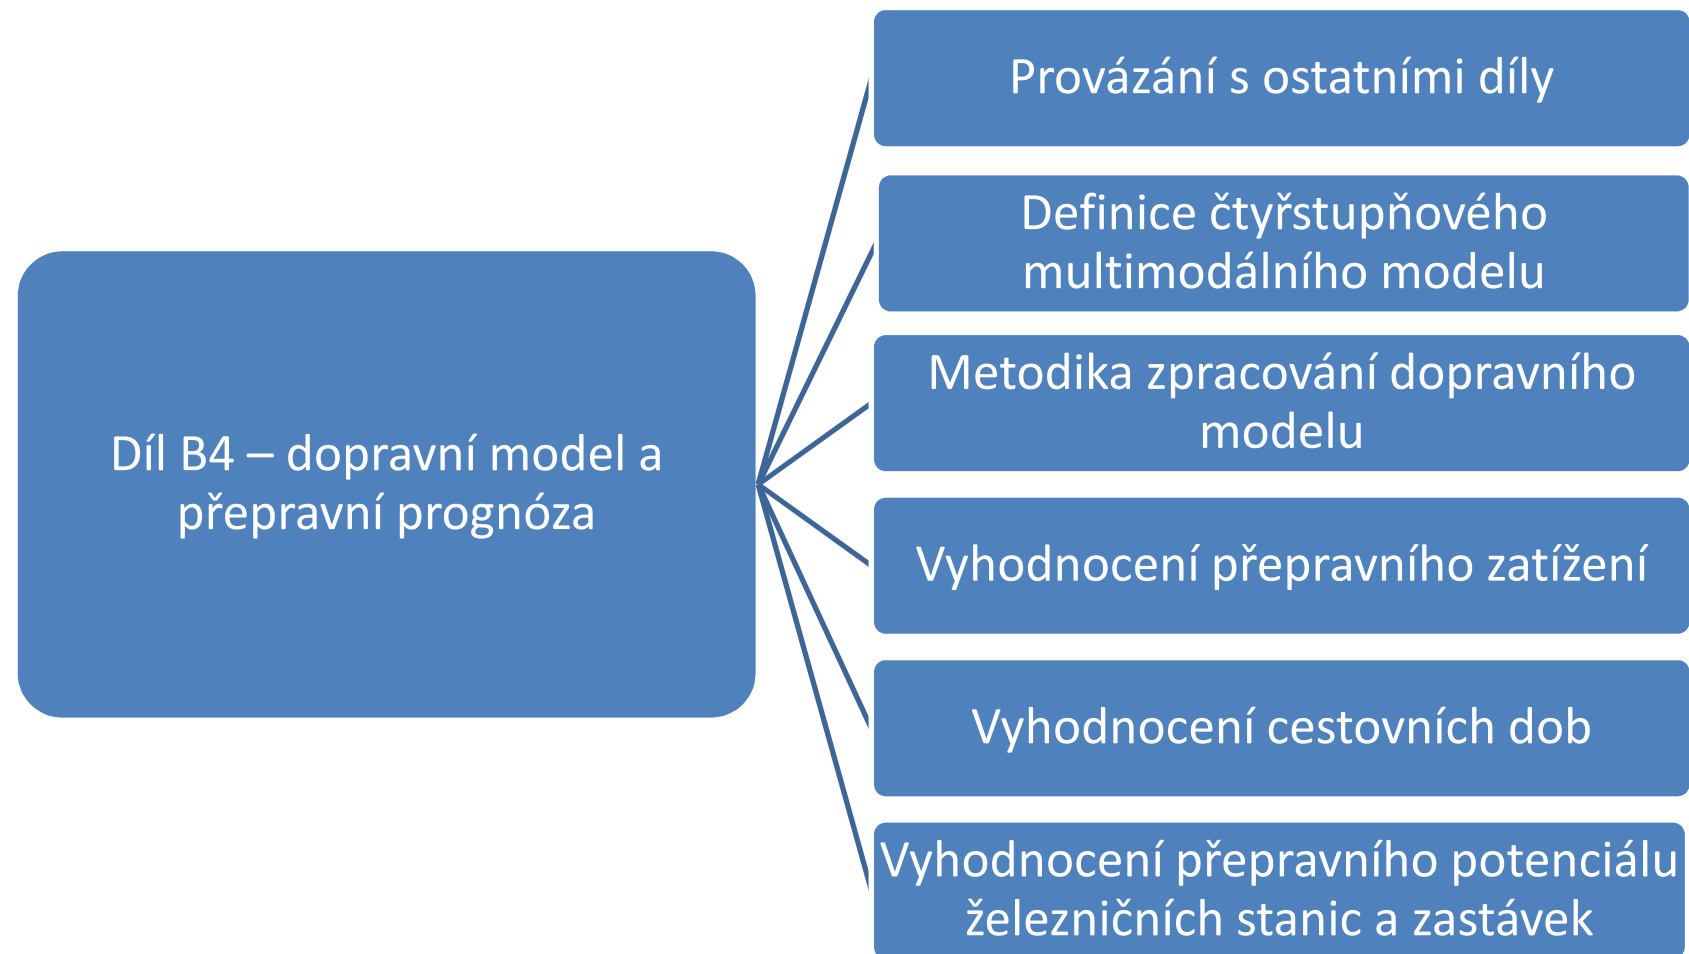 Díl B4 – dopravní model a
přepravní prognóza
Provázání s ostatními díly
Definice čtyřstupňového
multimodálního modelu
Metodika zpracování dopravního
modelu
Vyhodnocení přepravního zatížení
Vyhodnocení cestovních dob
Vyhodnocení přepravního potenciálu
železničních stanic a zastávek